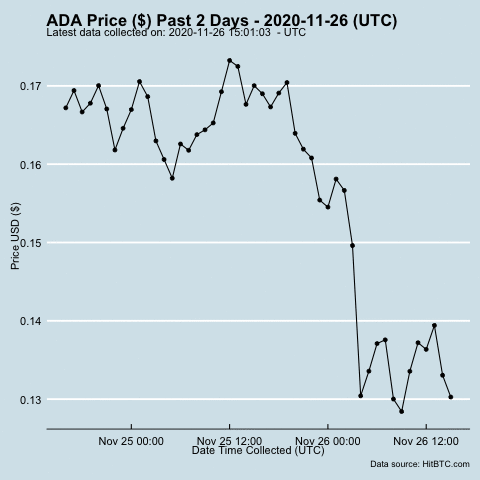 ADA Price ($) Past 2 Days - 2020-11-26 (UTC)
Latest data collected on: 2020-11-26 15:01:03 - UTC
0.17
0.16
0.15
0.14
0.13
Price USD ($)
Nov 25 00:00 Nov 25 12:00 Nov 26 00:00 Nov 26 12:00
Date Time Collected (UTC)
Data source: HitBTC.com